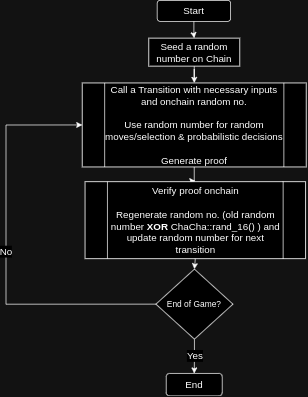 Start
Seed a random
number on Chain
Call a Transition with necessary inputs
and onchain random no.
Use random number for random
moves/selection & probabilistic decisions
Generate proof
Verify proof onchain
Regenerate random no. (old random
number XOR ChaCha::rand_16() ) and
update random number for next
transition
No
End of Game?
Yes
End